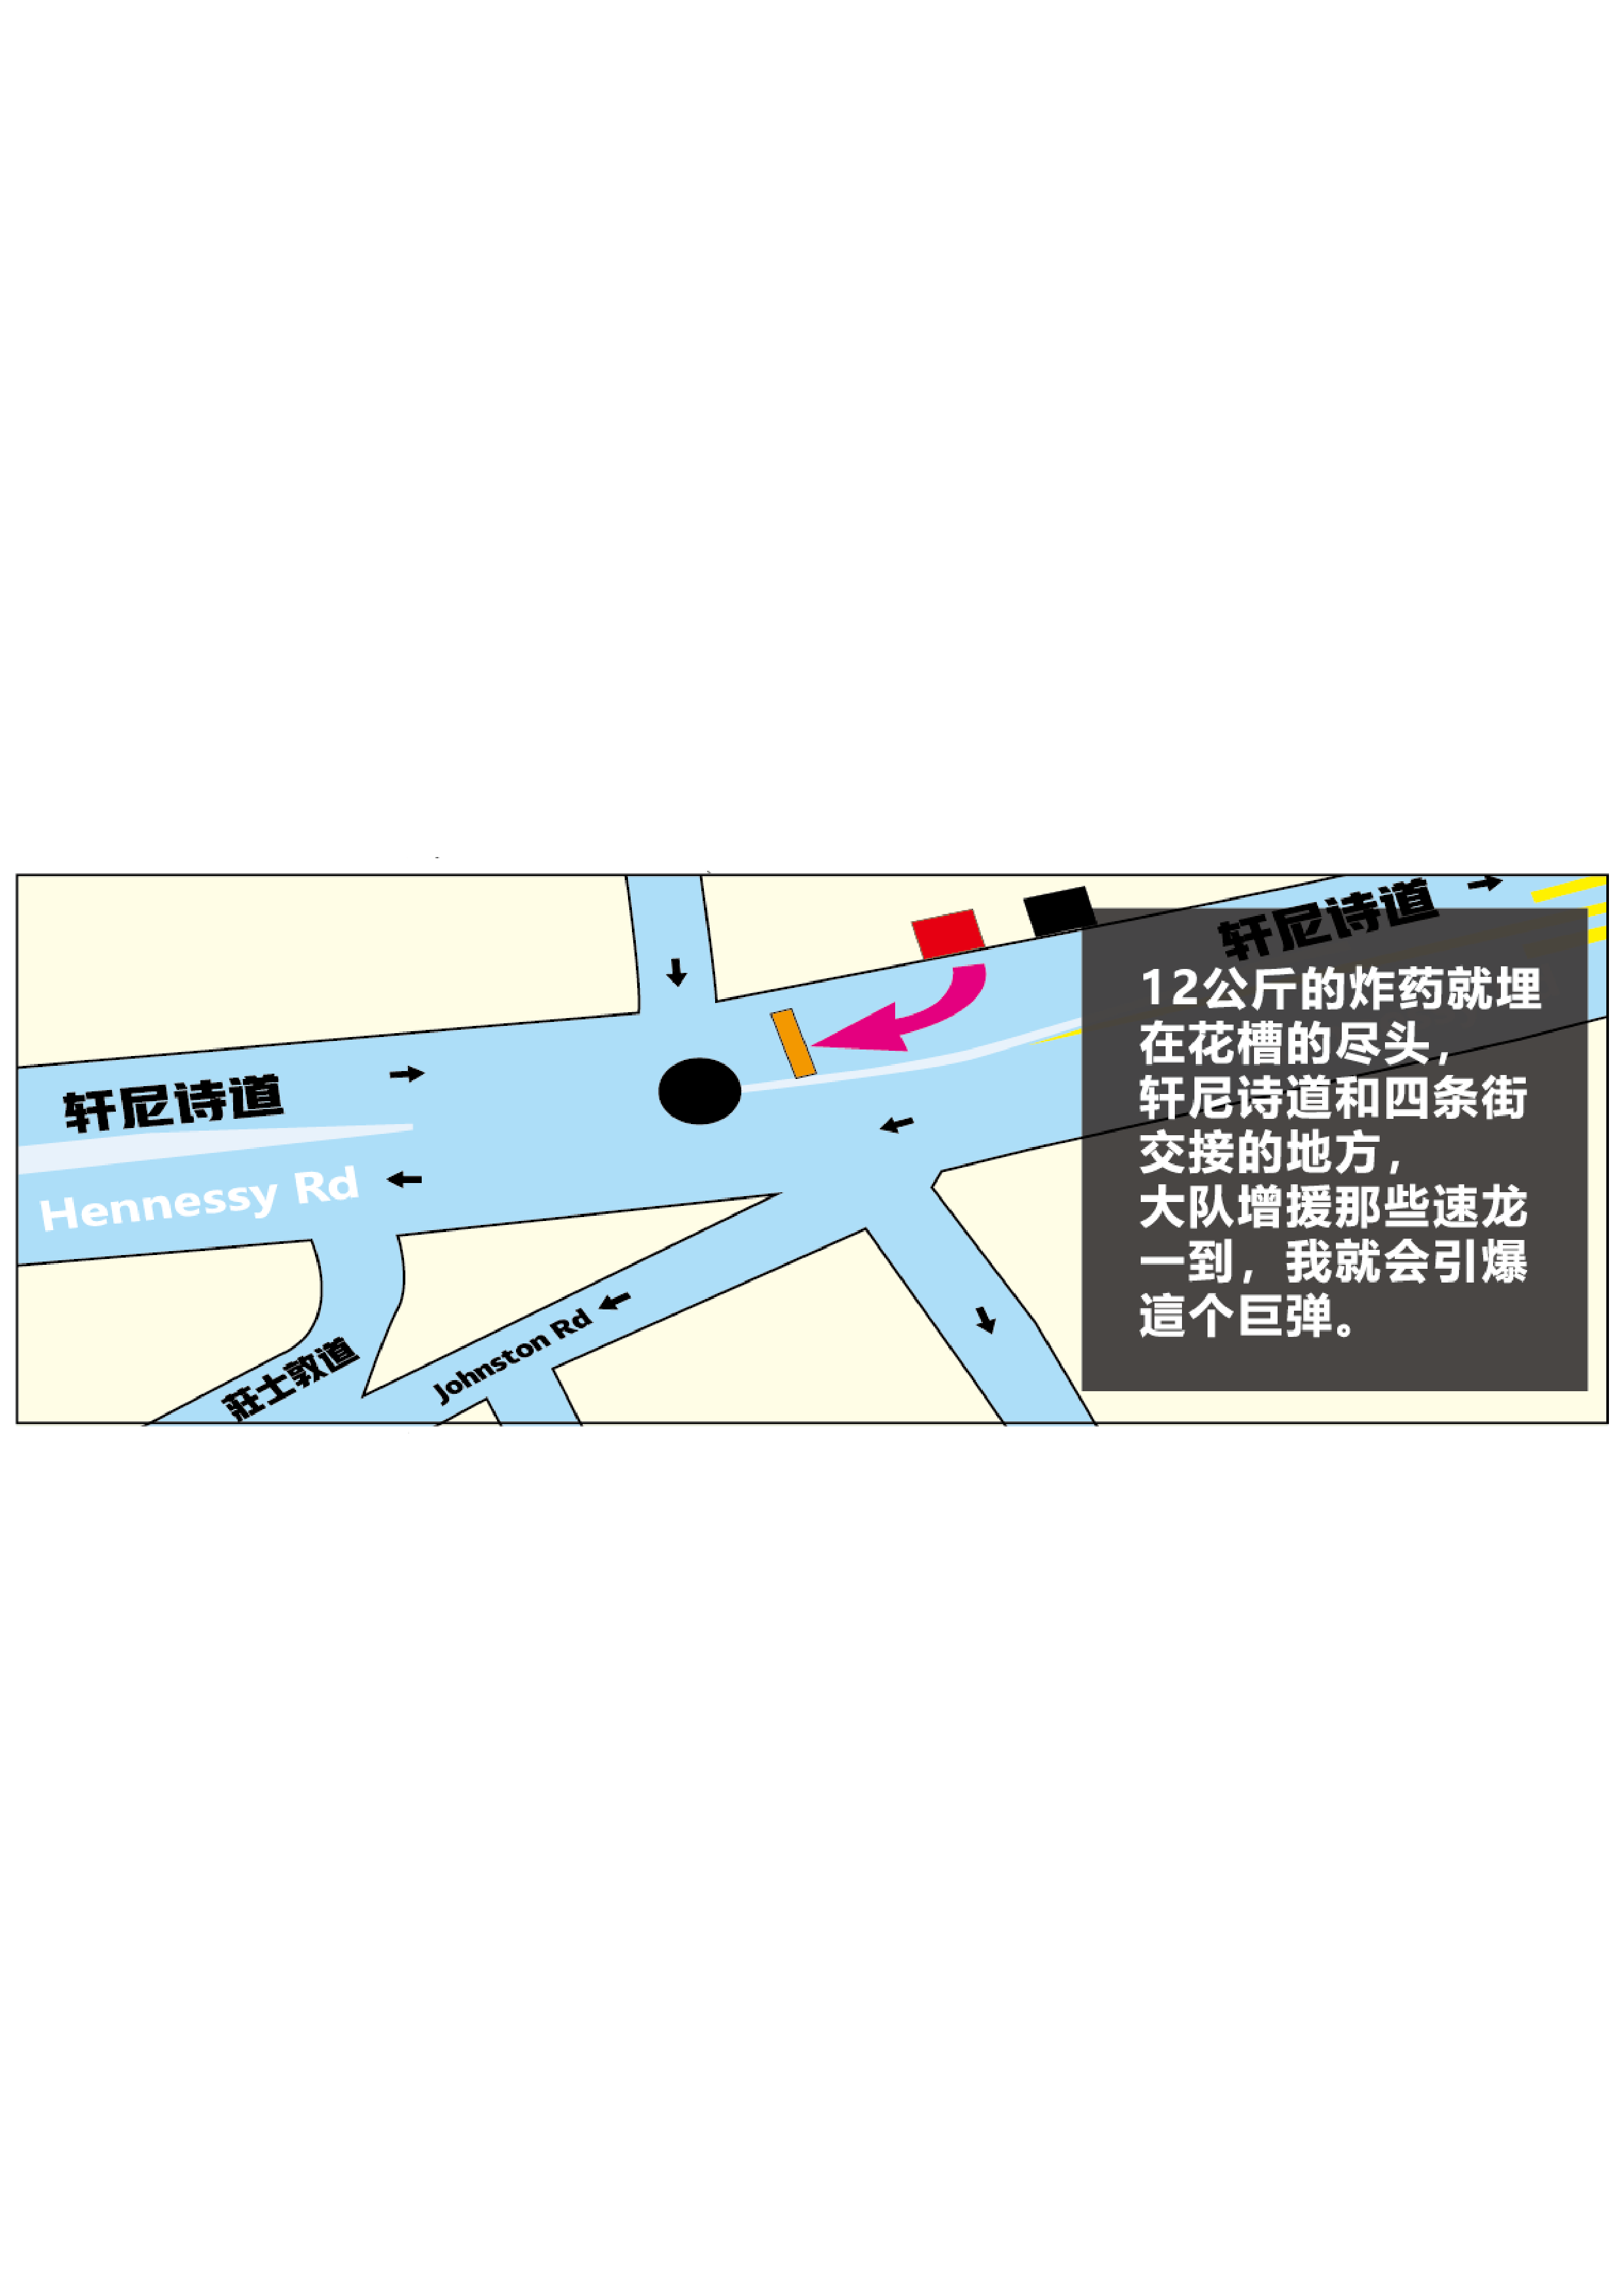 轩尼诗道
12公斤的炸药就埋
在花槽的尽头，
轩尼诗道和四条街
交接的地方，
大队增援那些速龙
一到，我就会引爆
這个巨弹。
轩尼诗道
Hennessy Rd
Johnston Rd
莊士敦道